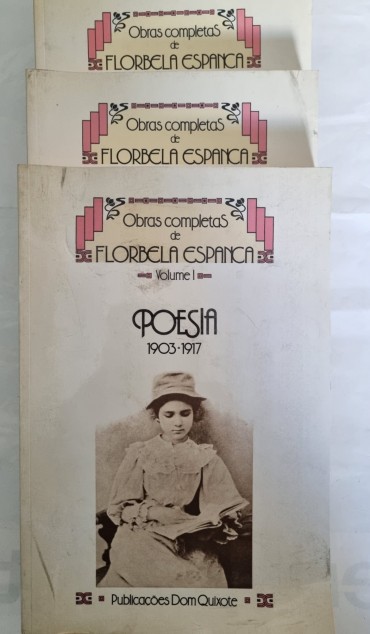 Obras completas
de
FLORBELA ESPANCA
Obras completas
de
FLORBELA ESPANCA
Obras completas
de
FLORBELA ESPANCA
Volume I
POESIA
1903·1917
Publicações Dom Quixote